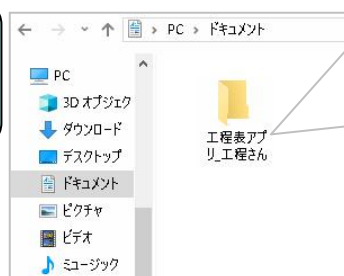 PC › ドキュメント
PC
3D オブジェク
ダウンロード
デスクトップ
ドキュメント
ピクチャ
ビデオ
ミュージック
工程表アプ
リ_工程さん